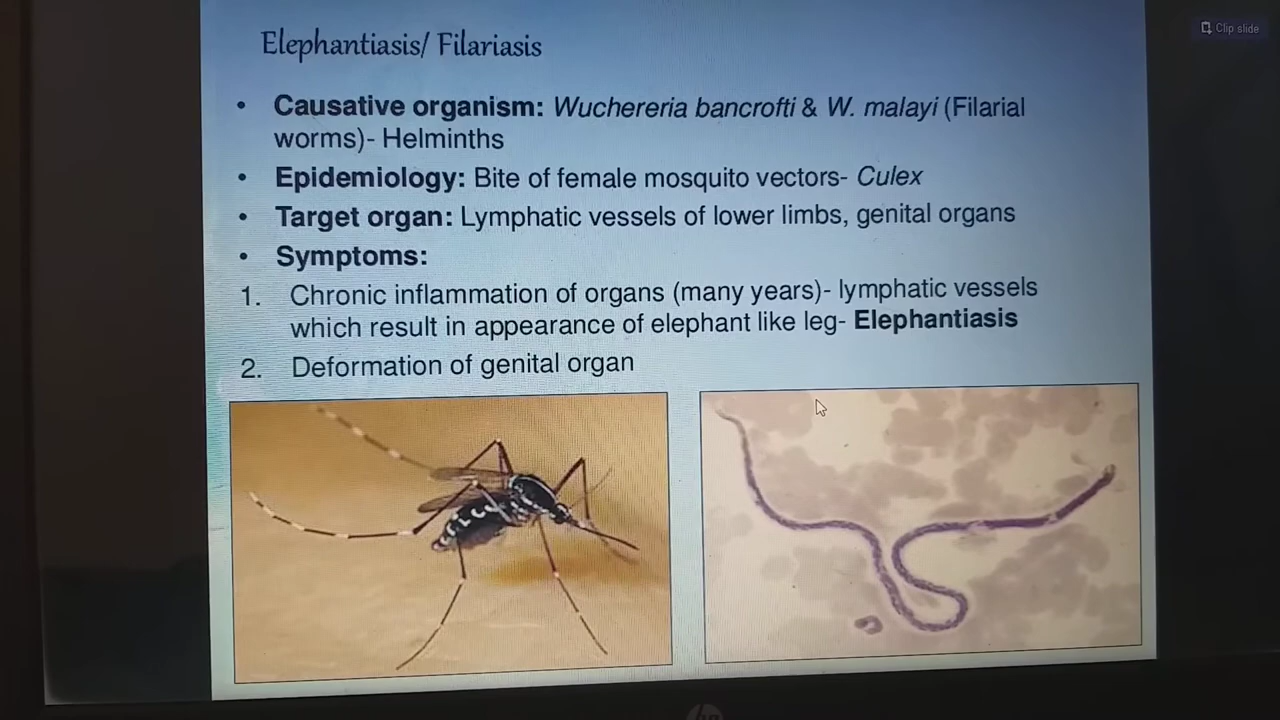 Clip slide
Elephantiasis/ Filariasis
• Causative organism: Wuchereria bancrofti & W. malayi (Filarial
worms)- Helminths
• Epidemiology: Bite of female mosquito vectors- Culex
• Target organ: Lymphatic vessels of lower limbs, genital organs
• Symptoms:
1. Chronic inflammation of organs (many years)- lymphatic vessels
which result in appearance of elephant like leg- Elephantiasis
2. Deformation of genital organ
hp